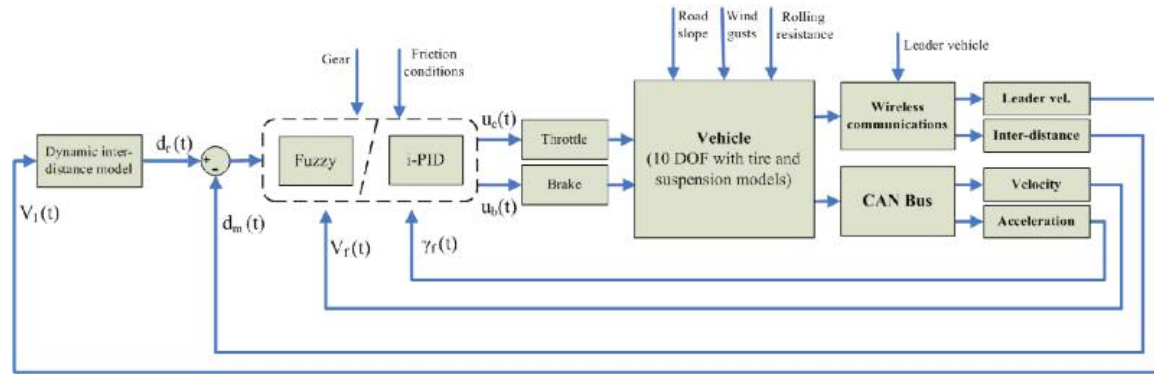 Road
slope
Wind
gusts
Rolling
resistance
Gear
Friction
conditions
Leader vehicle
Dynamic inter-
distance model
d_r(t)
+
-
Fuzzy
i-PID
u_c(t)
u_b(t)
Throttle
Brake
Vehicle
(10 DOF with tire and
suspension models)
Wireless
communications
CAN Bus
Leader vel.
Inter-distance
Velocity
Acceleration
V_l(t)
d_m(t)
V_f(t)
γ_f(t)